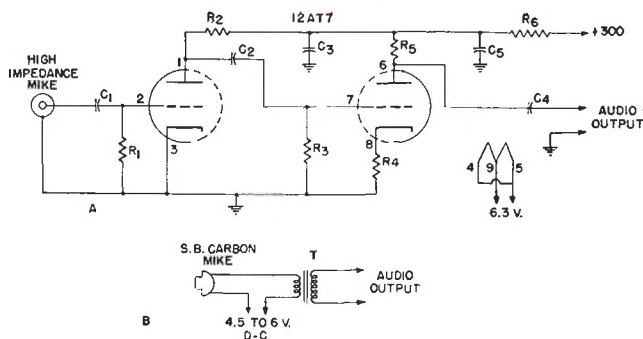 12AT7
R2
R6
+300
1
C2
C3
R5
6
C5
HIGH
IMPEDANCE
MIKE
C1
2
7
C4
AUDIO
OUTPUT
3
8
R1
R3
R4
A
4
9
5
6.3 V.
S.B. CARBON
MIKE
T
AUDIO
OUTPUT
B
4.5 TO 6 V.
D-C